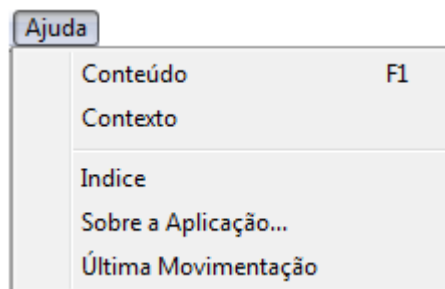 Ajuda
Conteúdo F1
Contexto
Indice
Sobre a Aplicação...
Última Movimentação